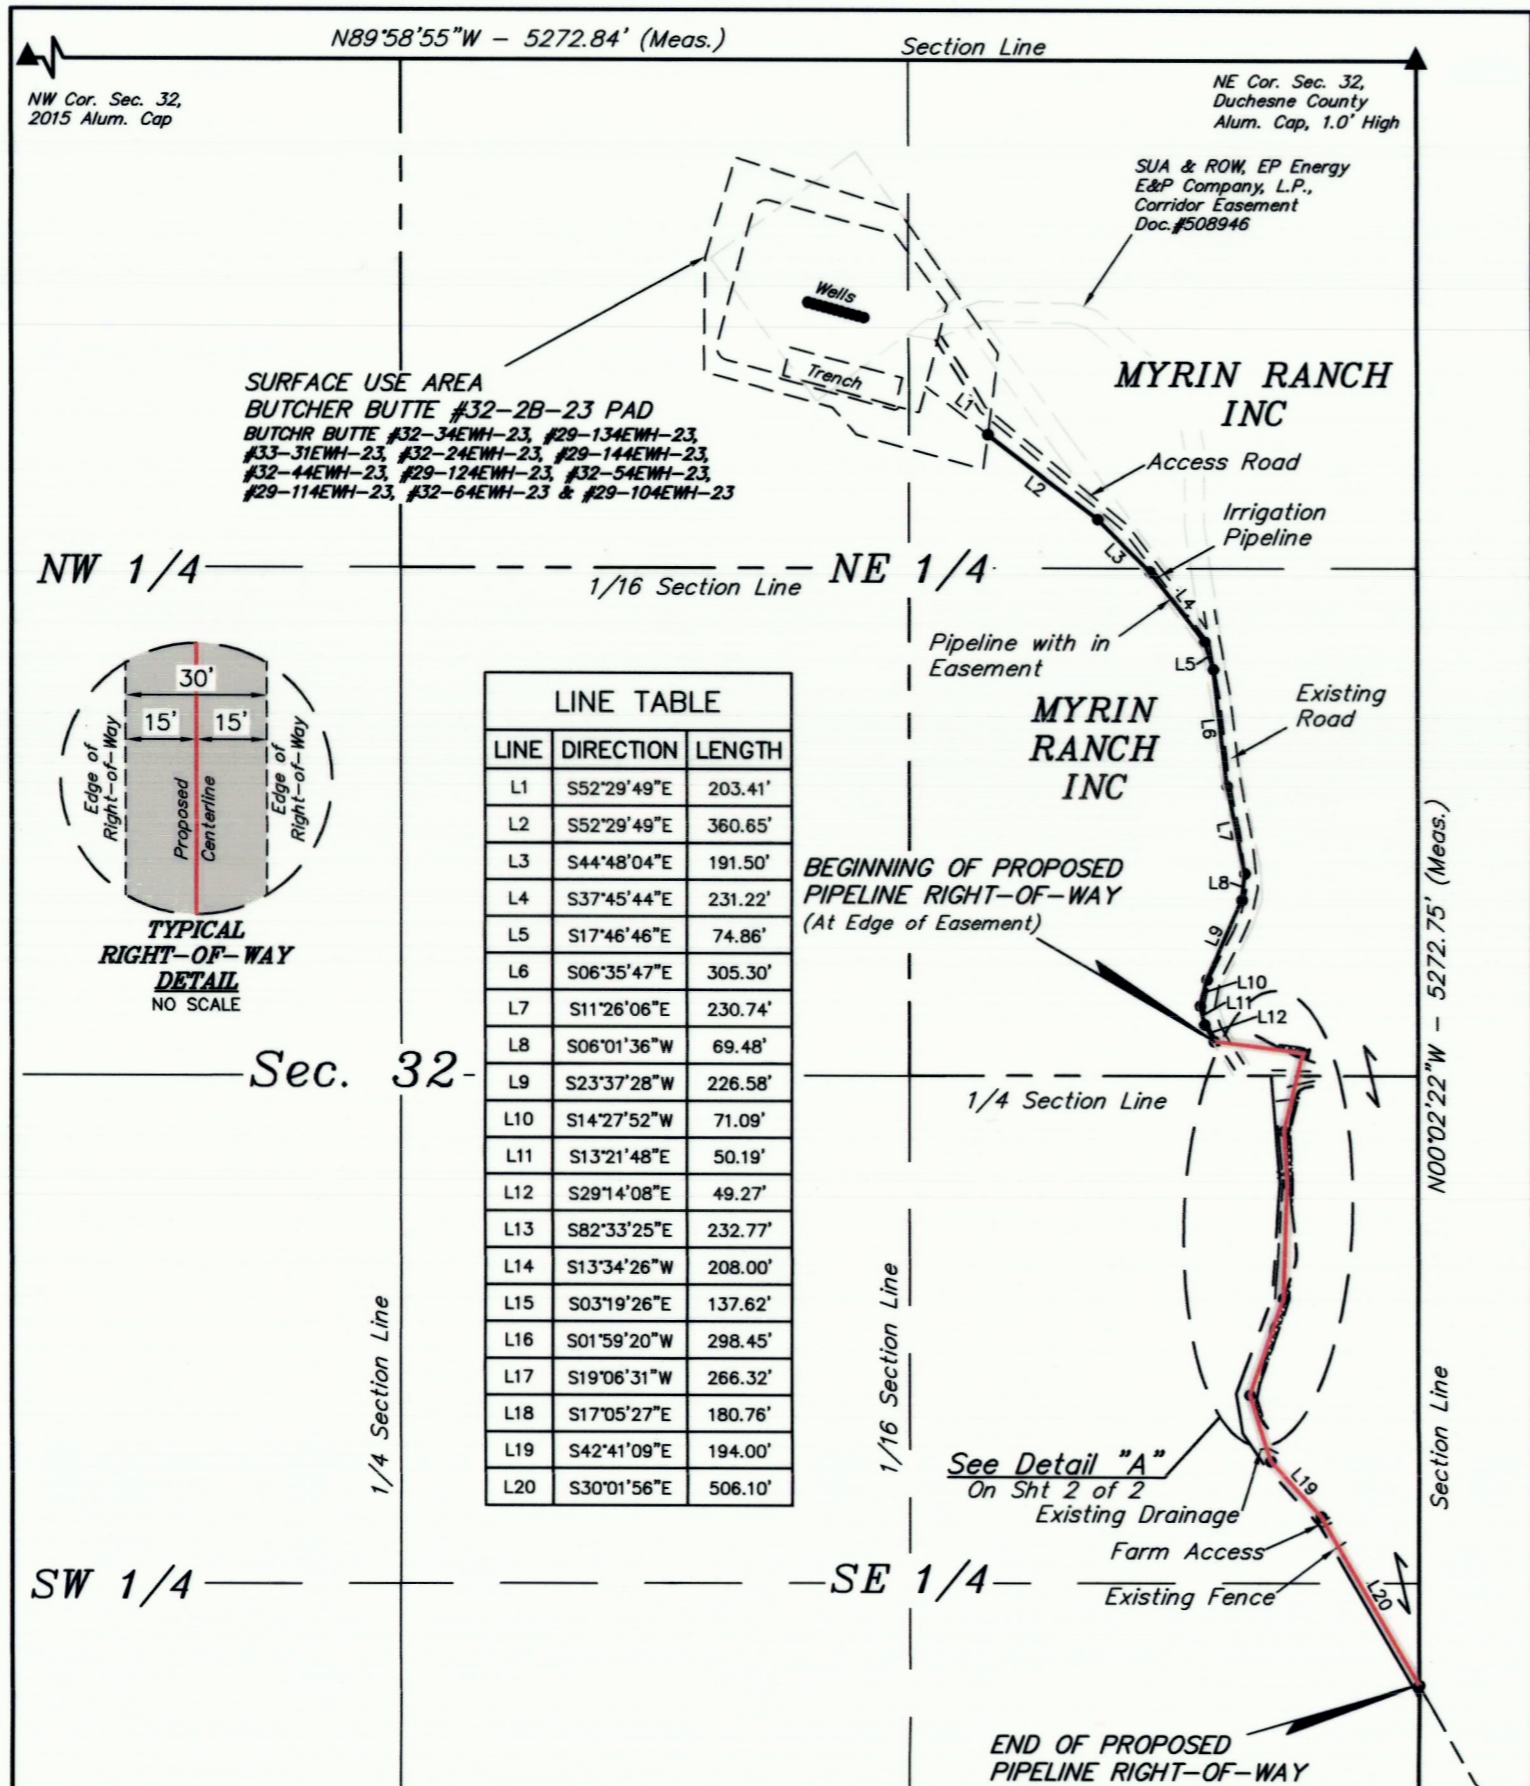 N89°58'55"W - 5272.84' (Meas.)
Section Line
NW Cor. Sec. 32,
2015 Alum. Cap
NE Cor. Sec. 32,
Duchesne County
Alum. Cap, 1.0' High
SUA & ROW, EP Energy
E&P Company, L.P.,
Corridor Easement
Doc.#508946
Wells
Trench
SURFACE USE AREA
BUTCHER BUTTE #32-2B-23 PAD
BUTCHR BUTTE #32-34EWH-23, #29-134EWH-23,
#33-31EWH-23, #32-24EWH-23, #29-144EWH-23,
#32-44EWH-23, #29-124EWH-23, #32-54EWH-23,
#29-114EWH-23, #32-64EWH-23 & #29-104EWH-23
MYRIN RANCH
INC
L1
Access Road
L2
Irrigation
Pipeline
L3
NW 1/4
1/16 Section Line
NE 1/4
L4
Pipeline with in
Easement
L5
MYRIN
RANCH
INC
Existing
Road
L6
30'
15'
15'
Edge of
Right-of-Way
Proposed
Centerline
Edge of
Right-of-Way
TYPICAL
RIGHT-OF-WAY
DETAIL
NO SCALE
LINE TABLE
LINE DIRECTION LENGTH
L1 S52°29'49"E 203.41'
L2 S52°29'49"E 360.65'
L3 S44°48'04"E 191.50'
L4 S37°45'44"E 231.22'
L5 S17°46'46"E 74.86'
L6 S06°35'47"E 305.30'
L7 S11°26'06"E 230.74'
L8 S06°01'36"W 69.48'
L9 S23°37'28"W 226.58'
L10 S14°27'52"W 71.09'
L11 S13°21'48"E 50.19'
L12 S29°14'08"E 49.27'
L13 S82°33'25"E 232.77'
L14 S13°34'26"W 208.00'
L15 S03°19'26"E 137.62'
L16 S01°59'20"W 298.45'
L17 S19°06'31"W 266.32'
L18 S17°05'27"E 180.76'
L19 S42°41'09"E 194.00'
L20 S30°01'56"E 506.10'
L7
BEGINNING OF PROPOSED
PIPELINE RIGHT-OF-WAY
(At Edge of Easement)
L8
L9
L10
L11
L12
N00°02'22"W - 5272.75' (Meas.)
Sec. 32
1/4 Section Line
1/4 Section Line
1/16 Section Line
Section Line
See Detail "A"
On Sht 2 of 2
L19
Existing Drainage
Farm Access
SW 1/4
SE 1/4
Existing Fence
L20
END OF PROPOSED
PIPELINE RIGHT-OF-WAY